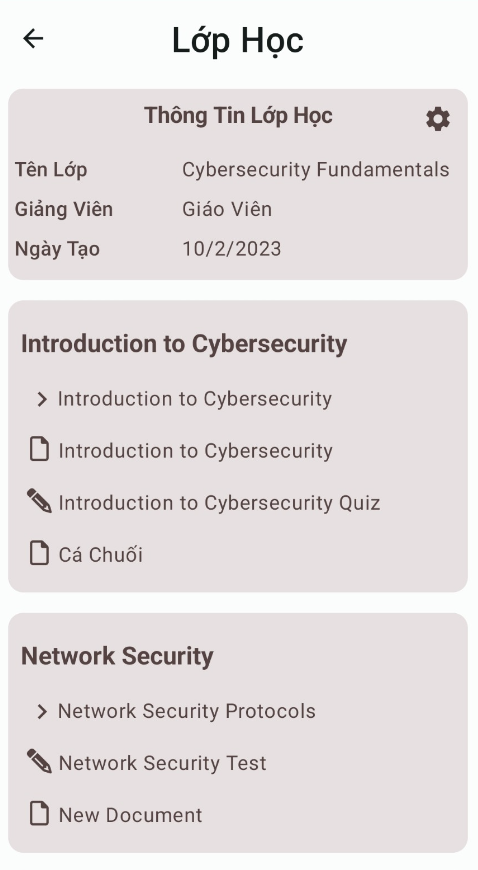 Lớp Học
Thông Tin Lớp Học
Tên Lớp Cybersecurity Fundamentals
Giảng Viên Giáo Viên
Ngày Tạo 10/2/2023
Introduction to Cybersecurity
Introduction to Cybersecurity
Introduction to Cybersecurity
Introduction to Cybersecurity Quiz
Cá Chuối
Network Security
Network Security Protocols
Network Security Test
New Document